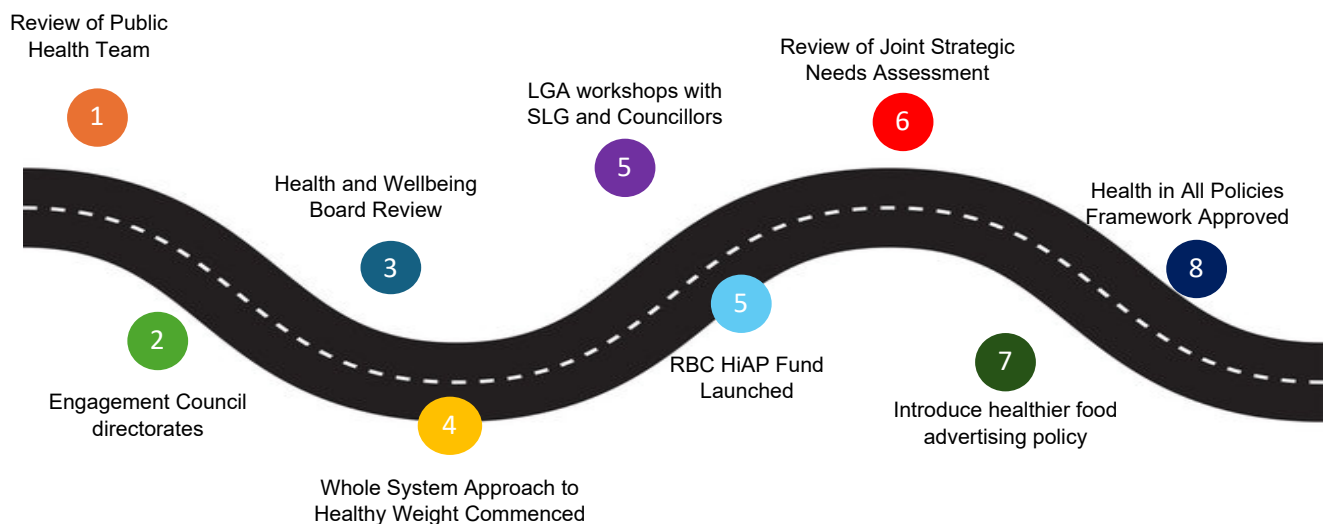 Review of Public
Health Team
1
2
Engagement Council
directorates
Health and Wellbeing
Board Review
3
4
Whole System Approach to
Healthy Weight Commenced
LGA workshops with
SLG and Councillors
5
5
RBC HiAP Fund
Launched
Review of Joint Strategic
Needs Assessment
6
7
Introduce healthier food
advertising policy
Health in All Policies
Framework Approved
8